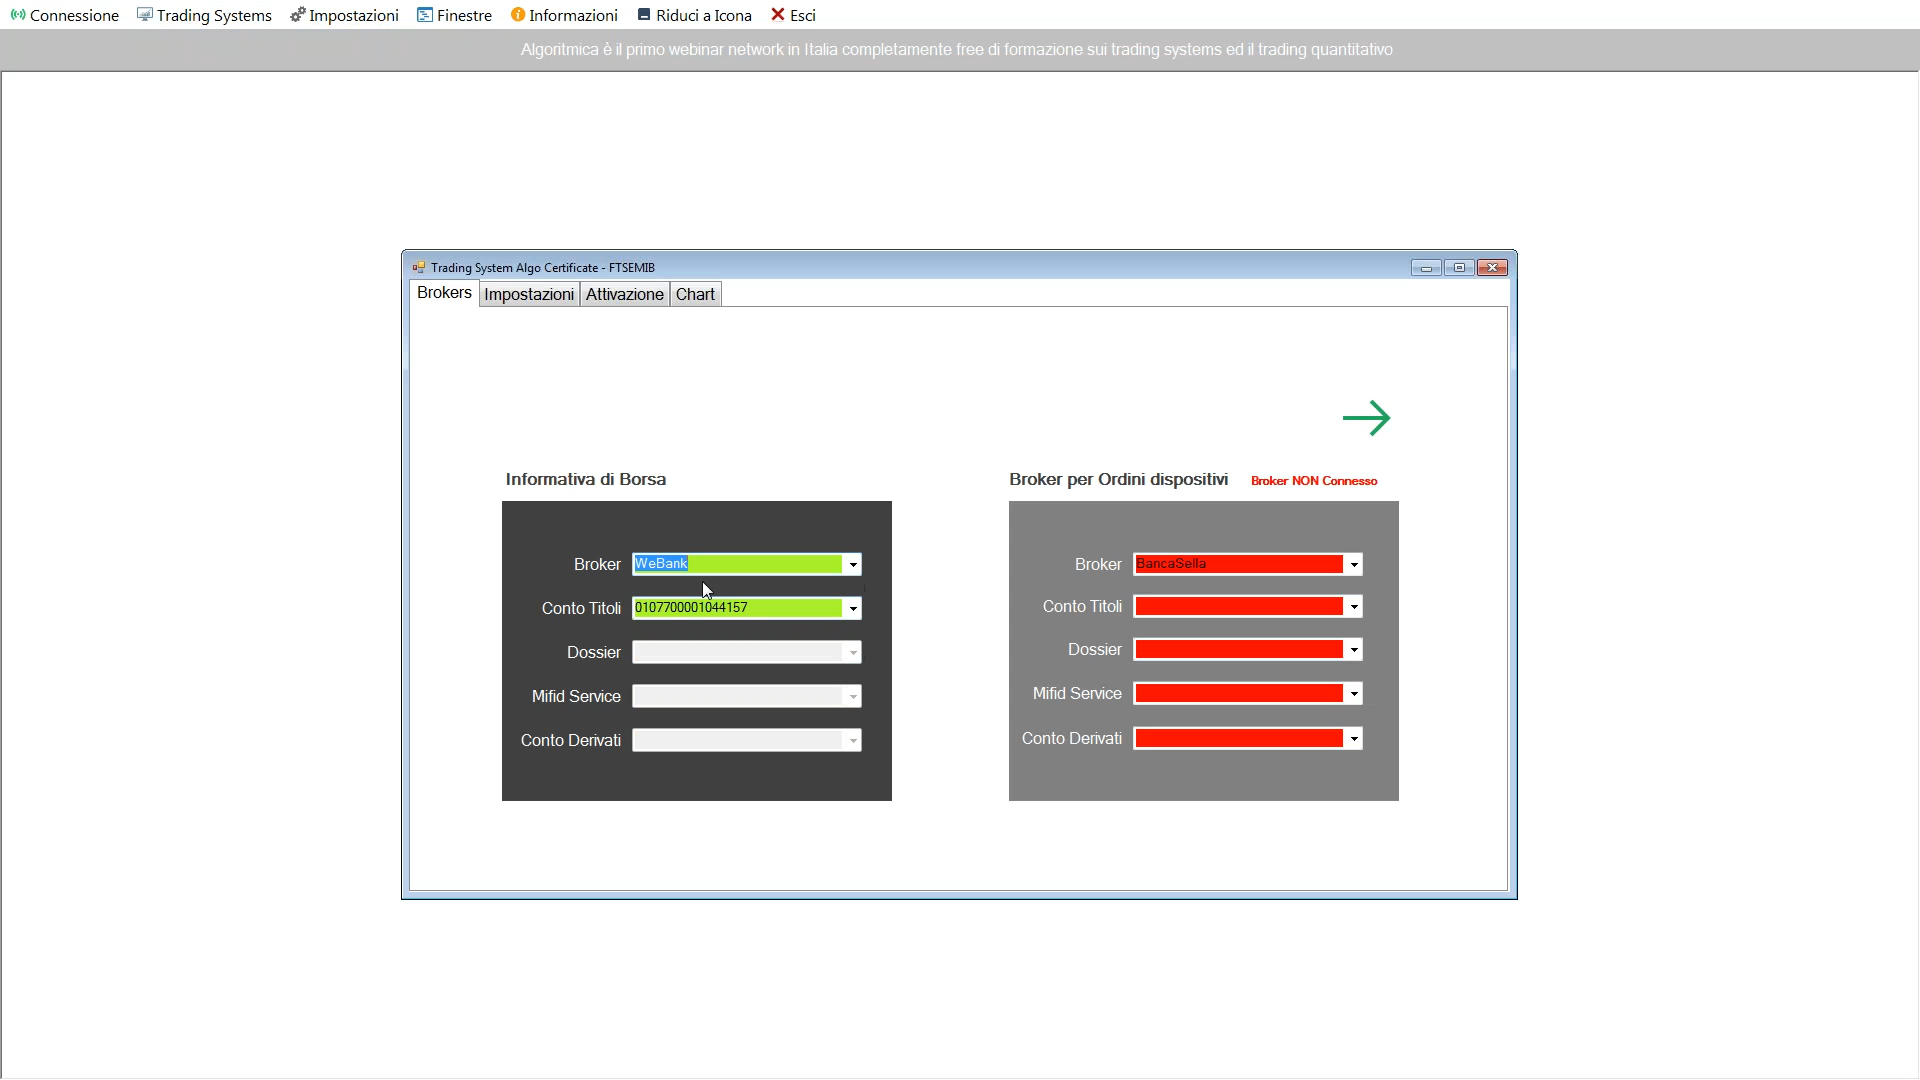 Connessione Trading Systems Impostazioni Finestre Informazioni Riduci a Icona Esci
Algoritmica è il primo webinar network in Italia completamente free di formazione sui trading systems ed il trading quantitativo
Trading System Algo Certificate - FTSEMIB
Brokers Impostazioni Attivazione Chart
Informativa di Borsa
Broker WeBank
Conto Titoli 0107700001044157
Dossier
Mifid Service
Conto Derivati
Broker per Ordini dispositivi Broker NON Connesso
Broker BancaSella
Conto Titoli
Dossier
Mifid Service
Conto Derivati